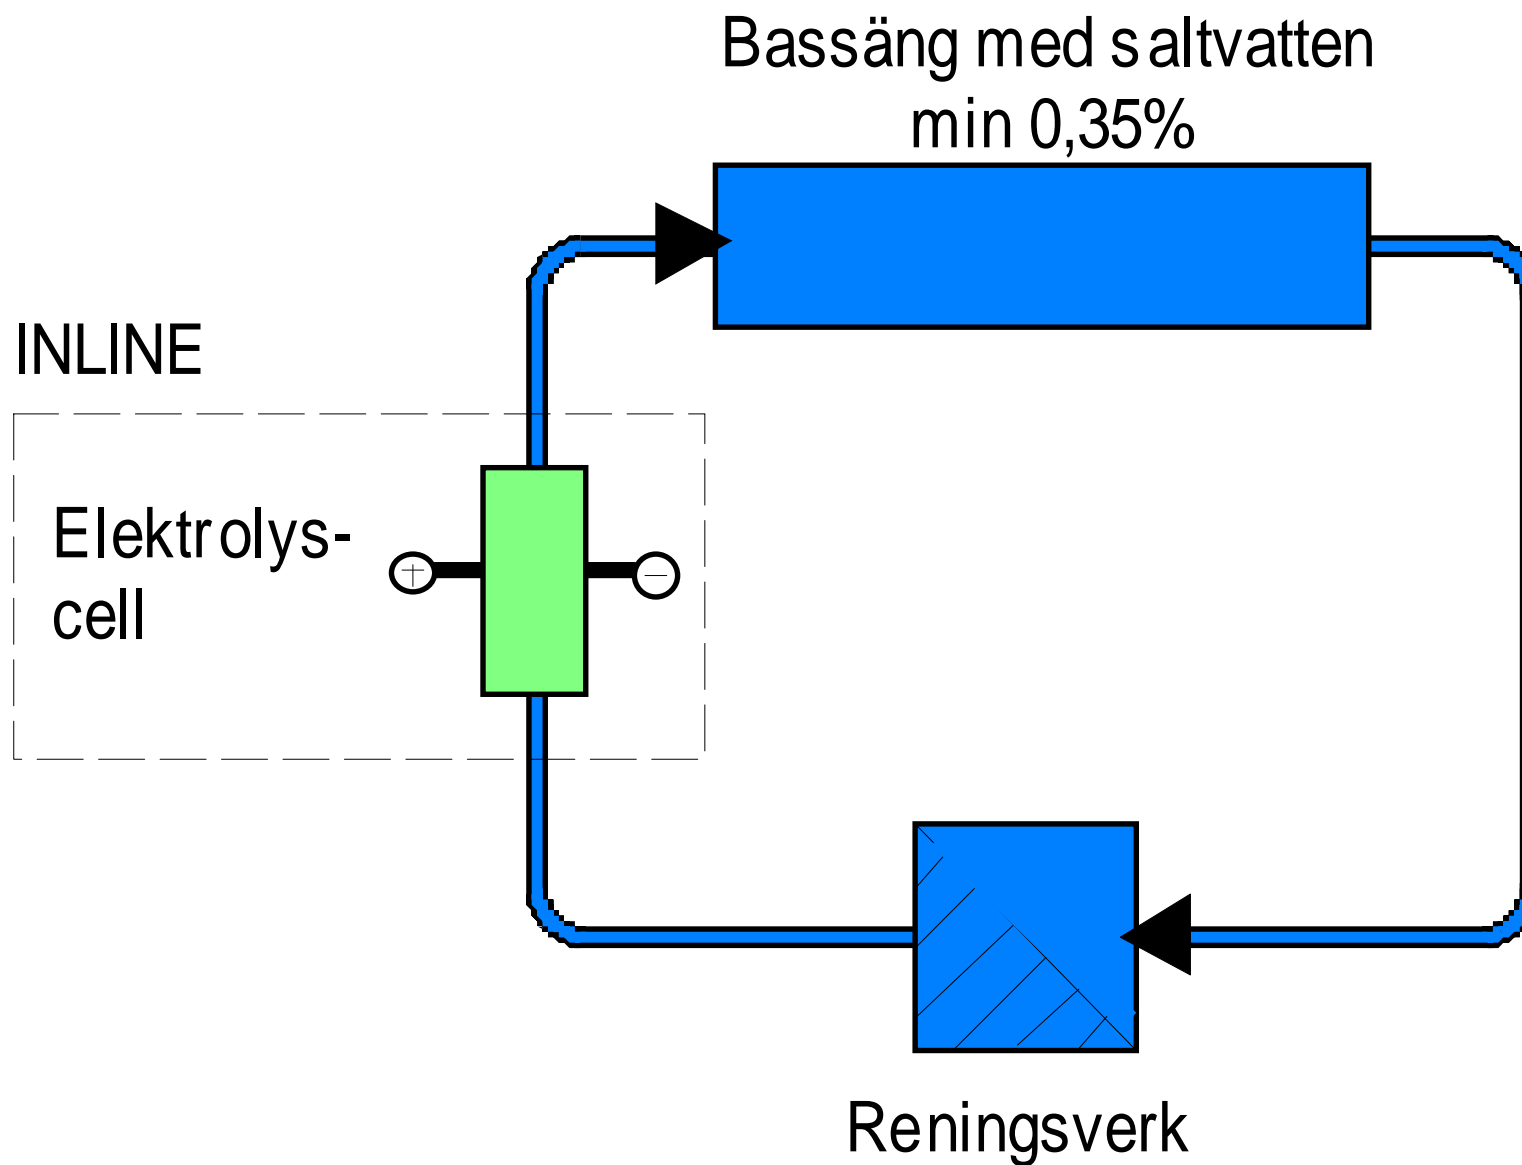 Bassäng med saltvatten
min 0,35%
INLINE
Elektrolys-
cell
+
−
Reningsverk